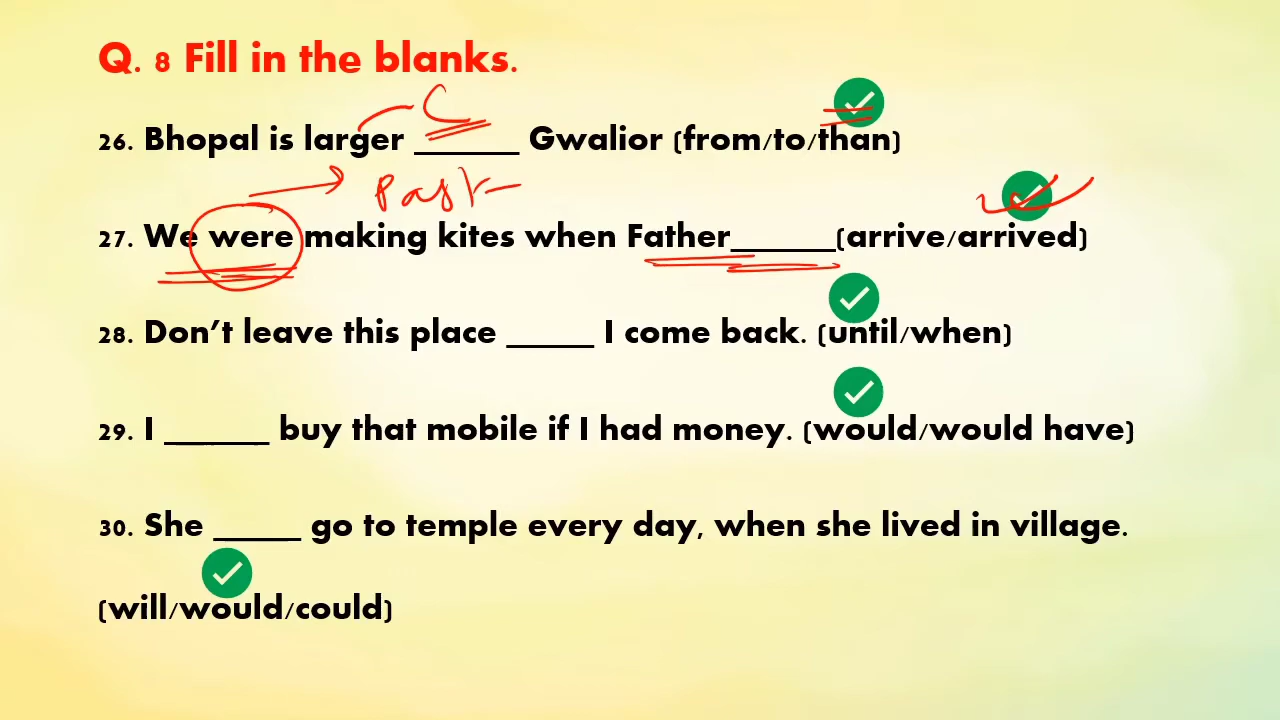 Q. 8 Fill in the blanks.
C
26. Bhopal is larger ______ Gwalior (from/to/than)
Past
27. We were making kites when Father______(arrive/arrived)
28. Don't leave this place _____ I come back. (until/when)
29. I ______ buy that mobile if I had money. (would/would have)
30. She _____ go to temple every day, when she lived in village.
(will/would/could)